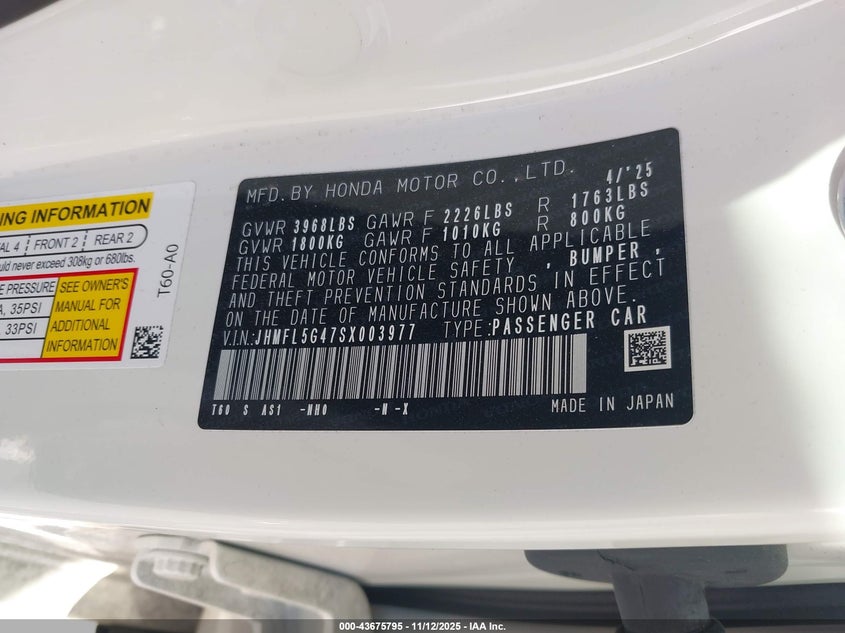 NG INFORMATION
TAL 4 FRONT 2 REAR 2
ould never exceed 308kg or 680lbs.
E PRESSURE
A, 35PSI
, 33PSI
SEE OWNER'S
MANUAL FOR
ADDITIONAL
INFORMATION
T60-A0
MFD. BY HONDA MOTOR CO., LTD. 4/'25
GVWR 3968LBS GAWR F 2226LBS R 1763LBS
GVWR 1800KG GAWR F 1010KG R 800KG
THIS VEHICLE CONFORMS TO ALL APPLICABLE
FEDERAL MOTOR VEHICLE SAFETY , BUMPER ,
AND THEFT PREVENTION STANDARDS IN EFFECT
ON THE DATE OF MANUFACTURE SHOWN ABOVE.
V.I.N: JHMFL5G47SX003977 TYPE: PASSENGER CAR
T60 S AS1 -NH0 -N -X
MADE IN JAPAN
000-43675795 - 11/12/2025 - IAA Inc.